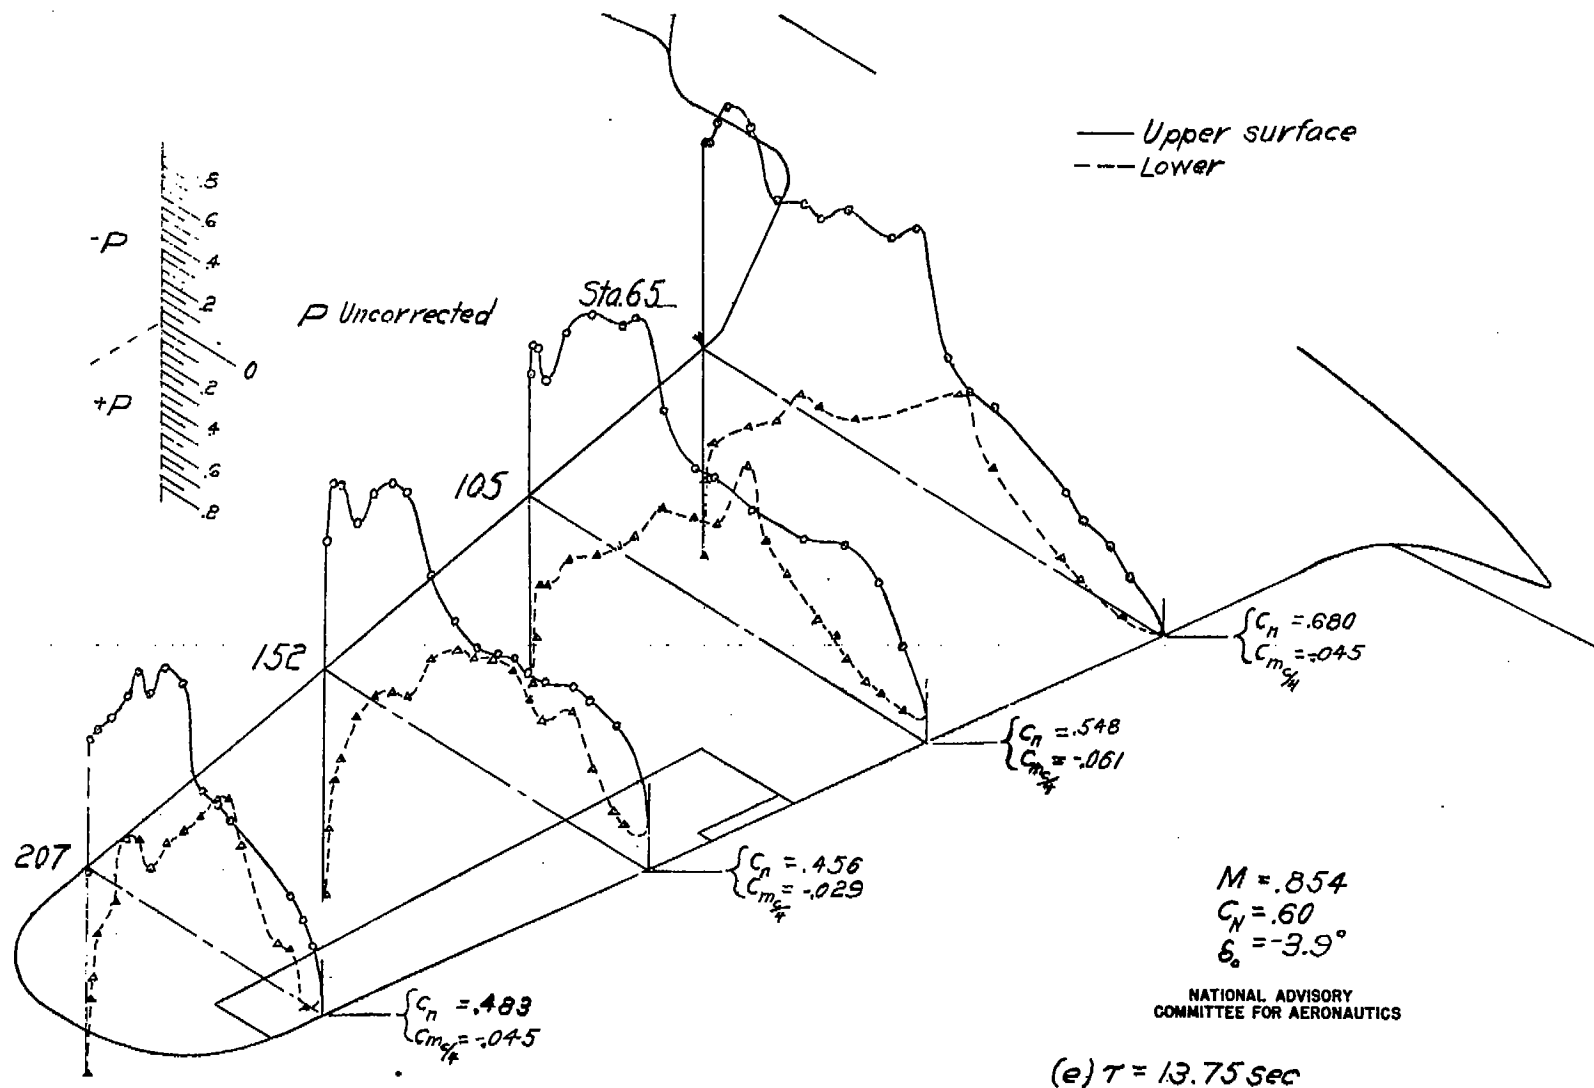 Upper surface
Lower
.8
.6
.4
.2
0
.2
.4
.6
.8
-P
+P
P Uncorrected
Sta. 65
105
152
207
Cn = .680
Cmc/4 = -.045
Cn = .548
Cmc/4 = -.061
Cn = .456
Cmc/4 = -.029
Cn = .483
Cmc/4 = -.045
M = .854
CN = .60
δa = -3.9°
NATIONAL ADVISORY
COMMITTEE FOR AERONAUTICS
(e) T = 13.75 sec